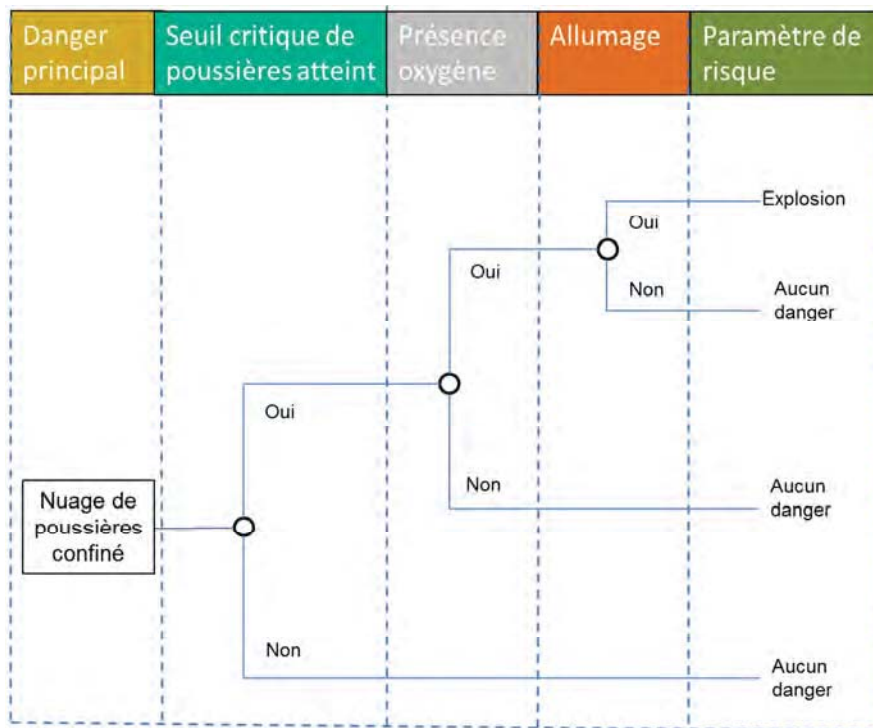 Danger
principal
Seuil critique de
poussières atteint
Présence
oxygène
Allumage
Paramètre de
risque
Explosion
Oui
Oui
Non
Aucun
danger
Oui
Non
Aucun
danger
Nuage de
poussières
confiné
Non
Aucun
danger